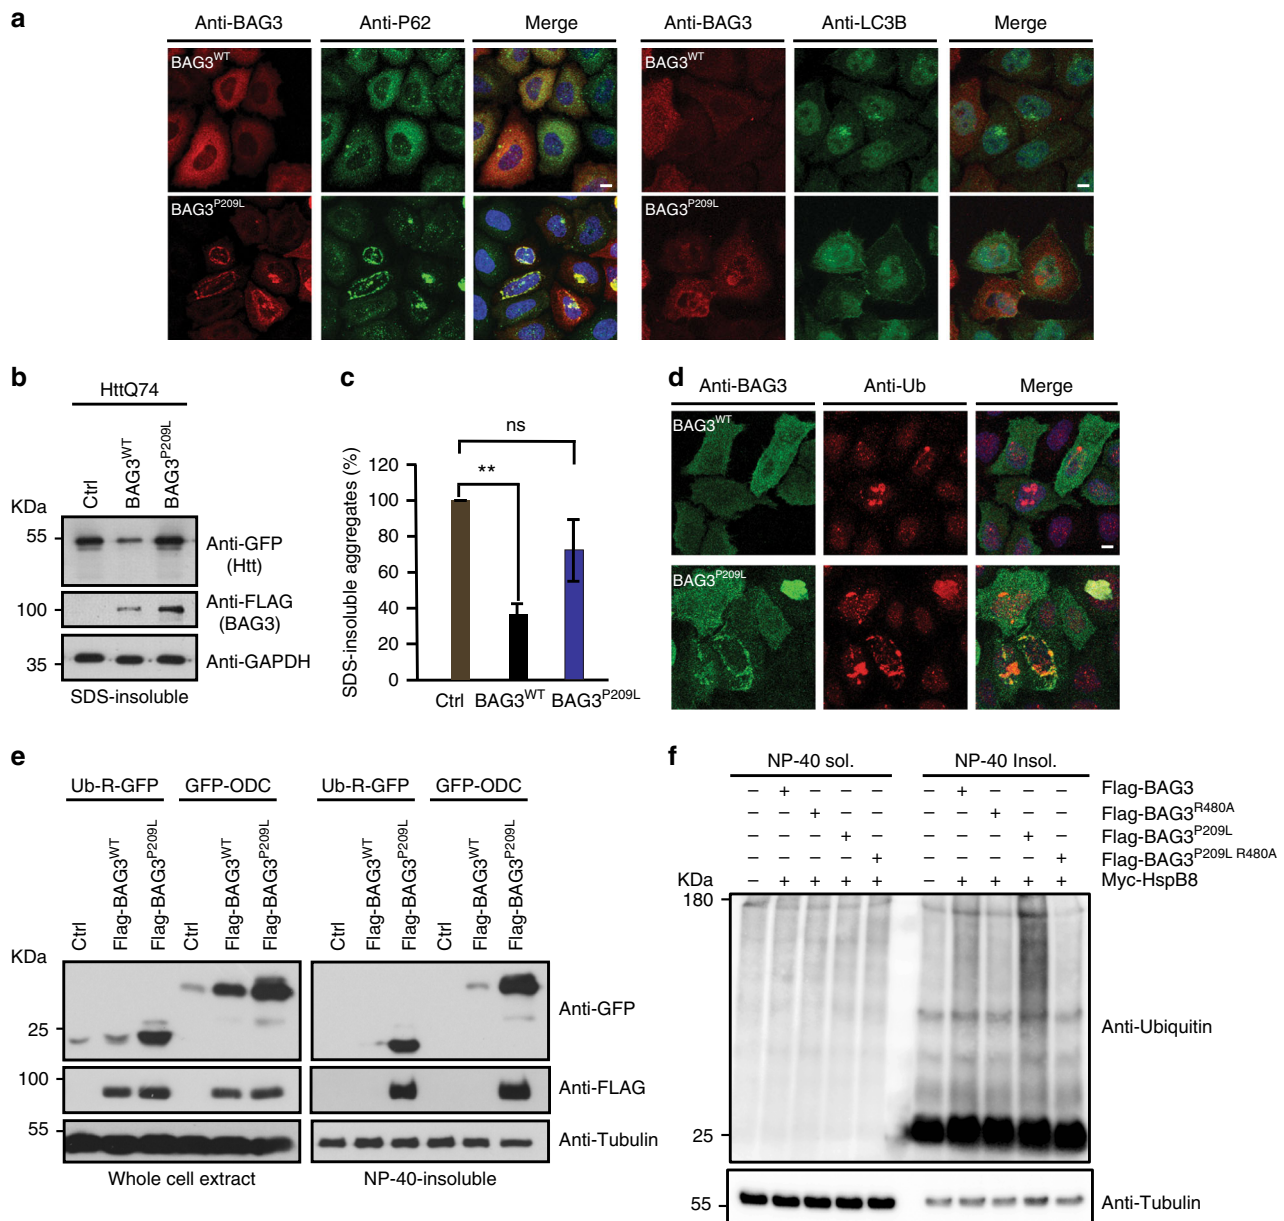 a
Anti-BAG3 Anti-P62 Merge Anti-BAG3 Anti-LC3B Merge
BAG3WT BAG3WT
BAG3P209L BAG3P209L
b
HttQ74
Ctrl BAG3WT BAG3P209L
KDa
55
Anti-GFP
(Htt)
100
Anti-FLAG
(BAG3)
35
Anti-GAPDH
SDS-insoluble
c
ns
**
SDS-insoluble aggregates (%)
120
100
80
60
40
20
0
Ctrl BAG3WT BAG3P209L
d
Anti-BAG3 Anti-Ub Merge
BAG3WT
BAG3P209L
e
Ub-R-GFP GFP-ODC Ub-R-GFP GFP-ODC
Ctrl Flag-BAG3WT Flag-BAG3P209L Ctrl Flag-BAG3WT Flag-BAG3P209L Ctrl Flag-BAG3WT Flag-BAG3P209L Ctrl Flag-BAG3WT Flag-BAG3P209L
KDa
25
Anti-GFP
100
Anti-FLAG
55
Anti-Tubulin
Whole cell extract NP-40-insoluble
f
NP-40 sol. NP-40 Insol.
– + – – – – + – – – Flag-BAG3
– – + – – – – + – – Flag-BAG3R480A
– – – + – – – – + – Flag-BAG3P209L
– – – – + – – – – + Flag-BAG3P209L R480A
– + + + + – + + + + Myc-HspB8
KDa
180
Anti-Ubiquitin
25
55
Anti-Tubulin